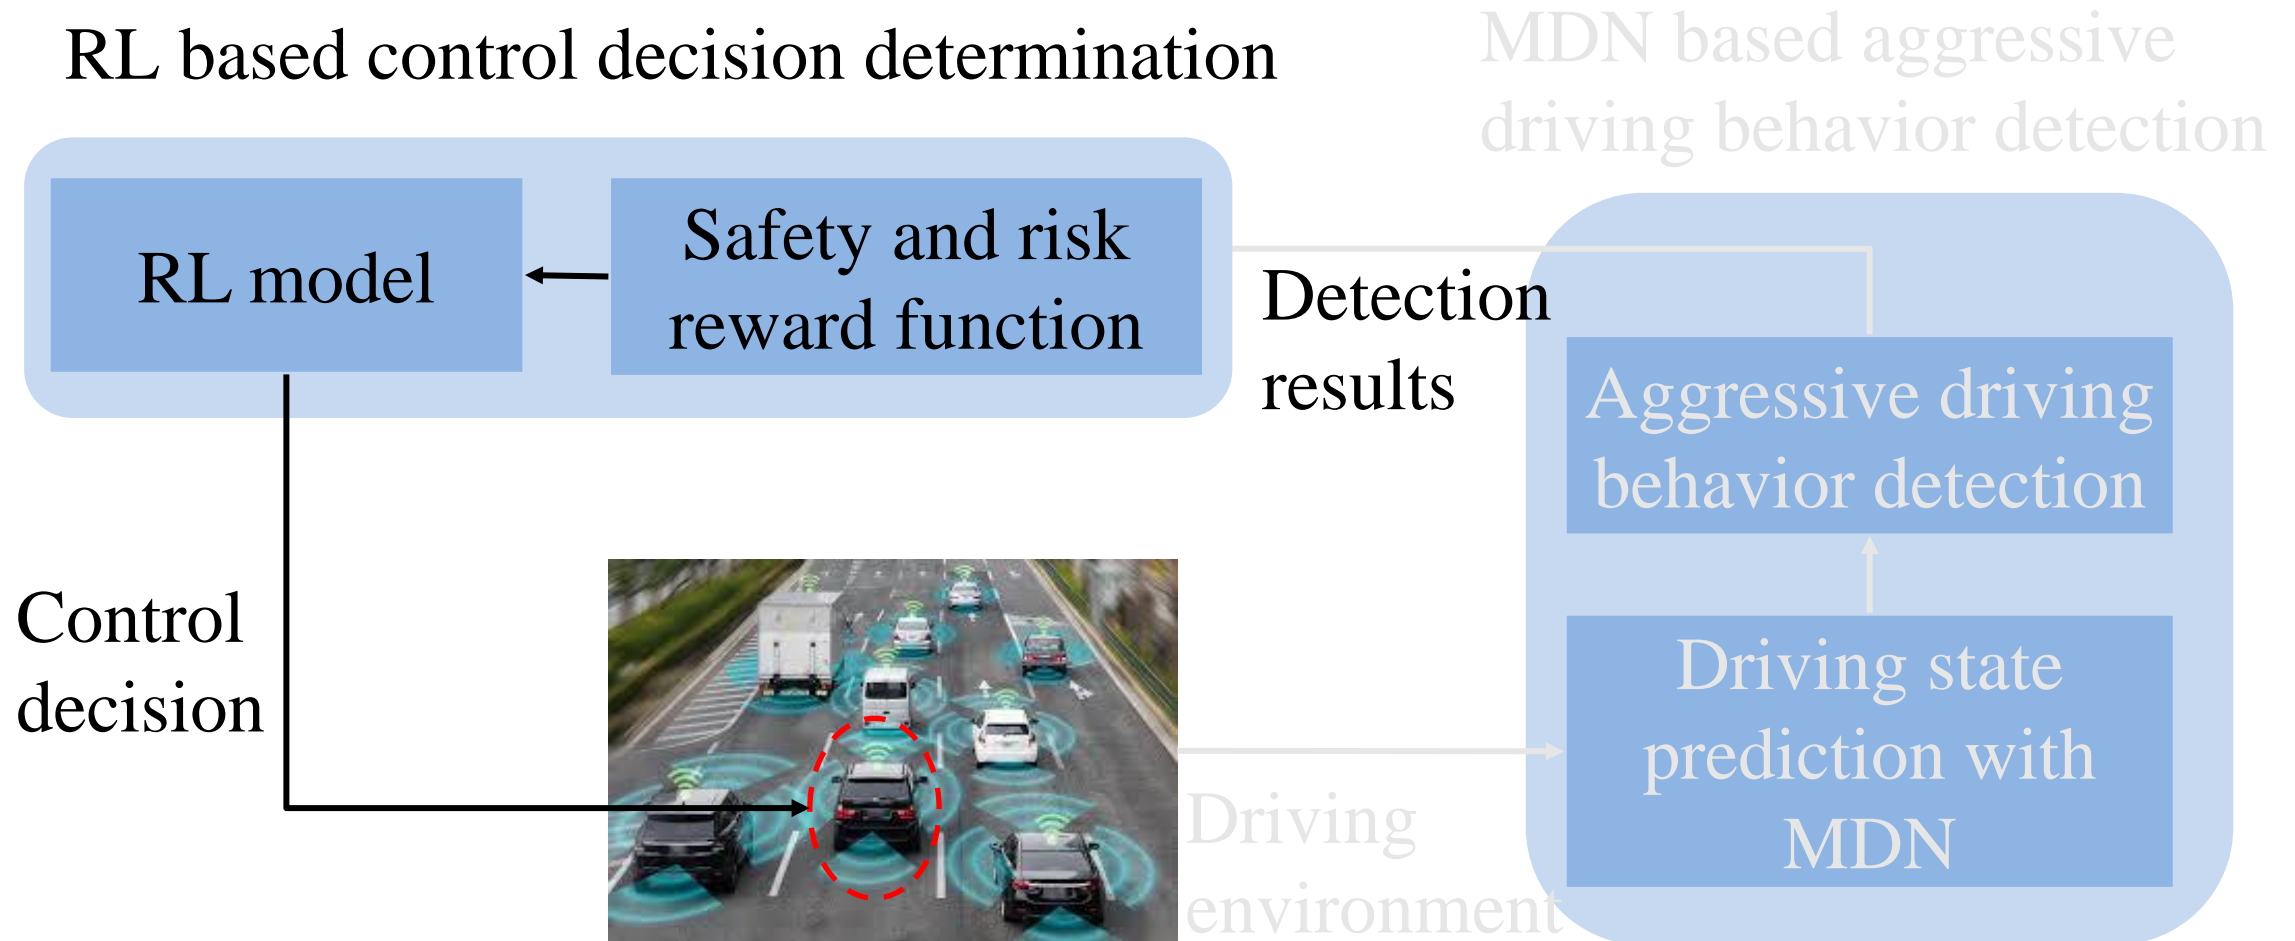 RL based control decision determination
MDN based aggressive
driving behavior detection
RL model
Safety and risk
reward function
Detection
results
Aggressive driving
behavior detection
Control
decision
Driving state
prediction with
MDN
Driving
environment